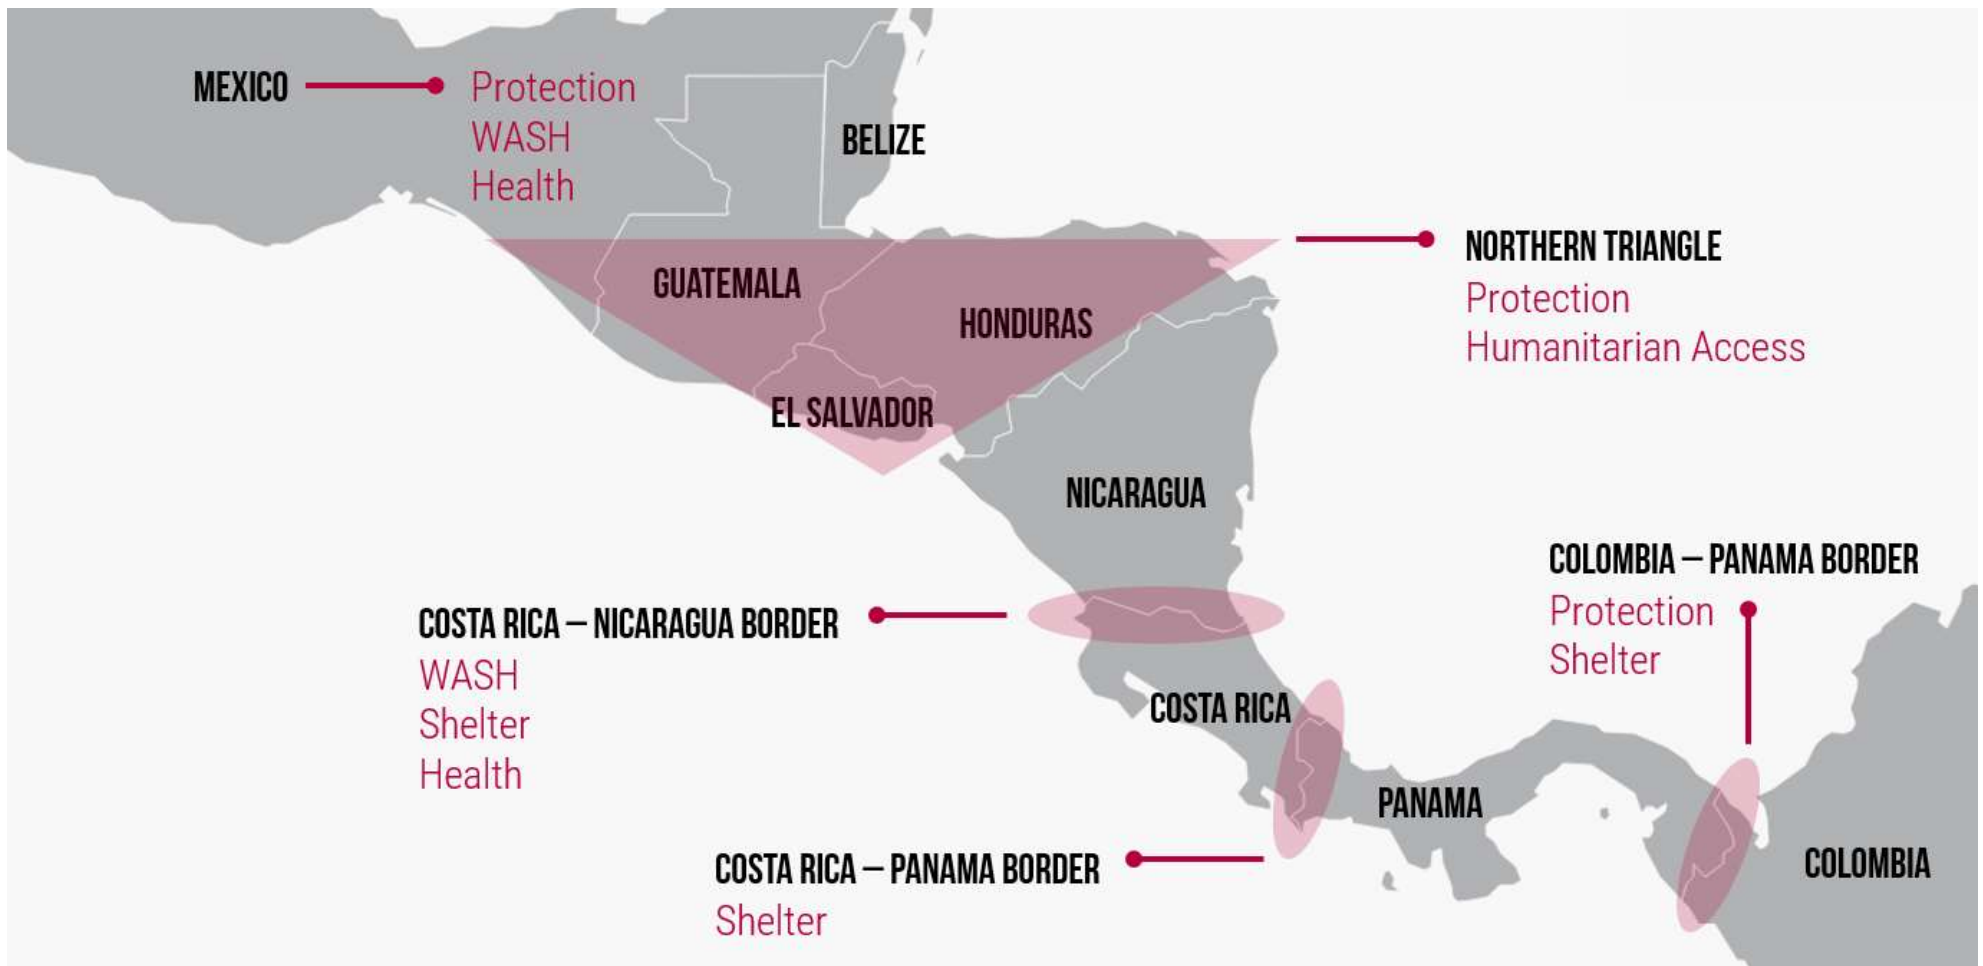 MEXICO
Protection
WASH
Health
BELIZE
NORTHERN TRIANGLE
Protection
Humanitarian Access
GUATEMALA
HONDURAS
EL SALVADOR
NICARAGUA
COLOMBIA – PANAMA BORDER
Protection
Shelter
COSTA RICA – NICARAGUA BORDER
WASH
Shelter
Health
COSTA RICA
PANAMA
COSTA RICA – PANAMA BORDER
Shelter
COLOMBIA